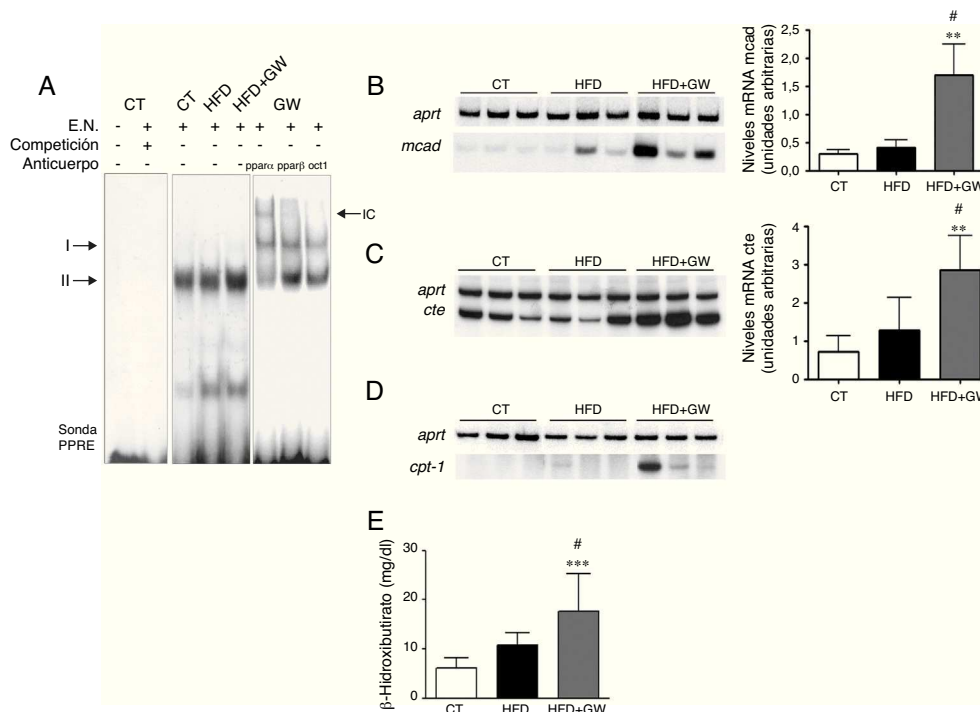 A
CT
CT
HFD
HFD+GW
GW
E.N. - + + + + + + +
Competición - +
Anticuerpo - - - - - pparα pparβ oct1
IC
I
II
Sonda
PPRE
B
CT HFD HFD+GW
aprt
mcad
Niveles mRNA mcad
(unidades arbitrarias)
2,5
2,0
1,5
1,0
0,5
0,0
#
**
CT HFD HFD+GW
C
CT HFD HFD+GW
aprt
cte
Niveles mRNA cte
(unidades arbitrarias)
4
3
2
1
0
#
**
CT HFD HFD+GW
D
CT HFD HFD+GW
aprt
cpt-1
E
β-Hidroxibutirato (mg/dl)
30
20
10
0
#
***
CT HFD HFD+GW